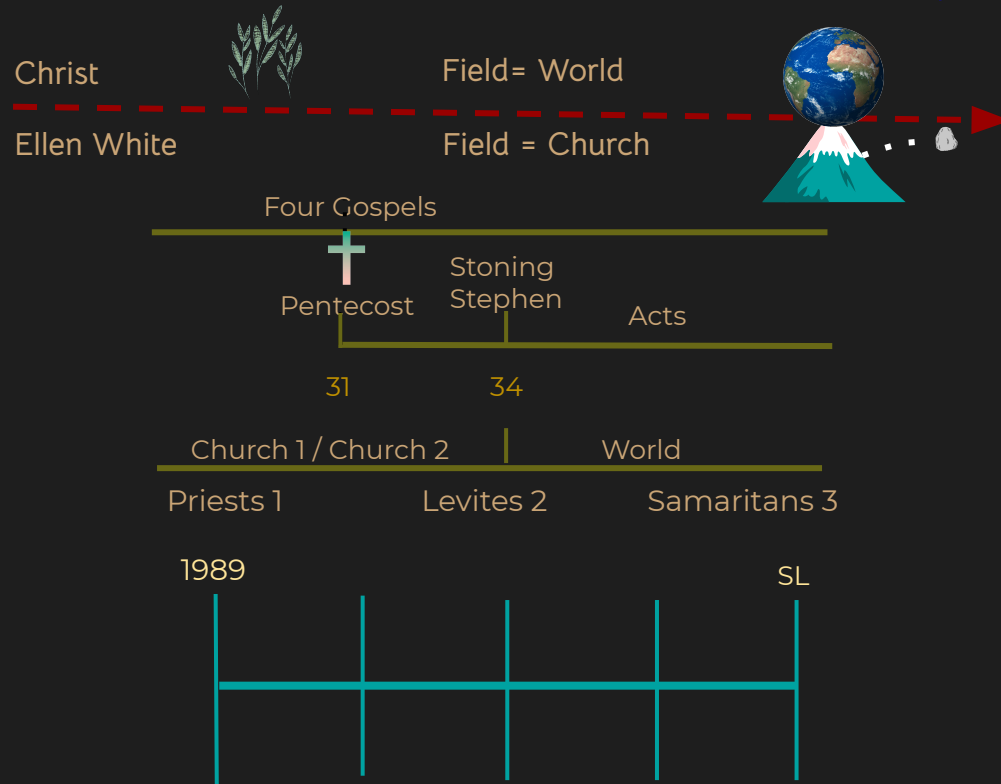 Christ
Field= World
Ellen White
Field = Church
Four Gospels
Stoning
Stephen
Pentecost
Acts
31
34
Church 1 / Church 2
World
Priests 1
Levites 2
Samaritans 3
1989
SL